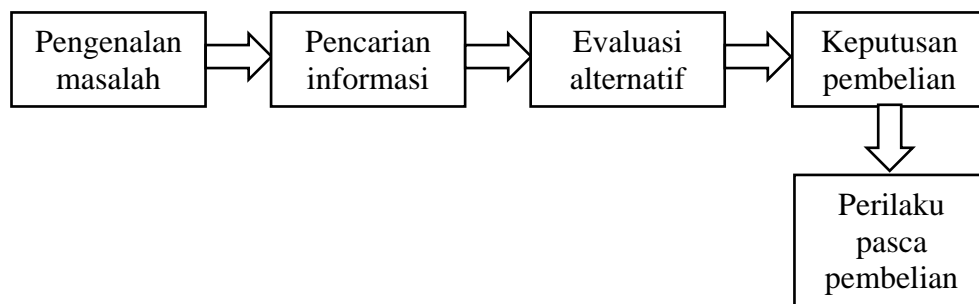 Pengenalan
masalah
Pencarian
informasi
Evaluasi
alternatif
Keputusan
pembelian
Perilaku
pasca
pembelian